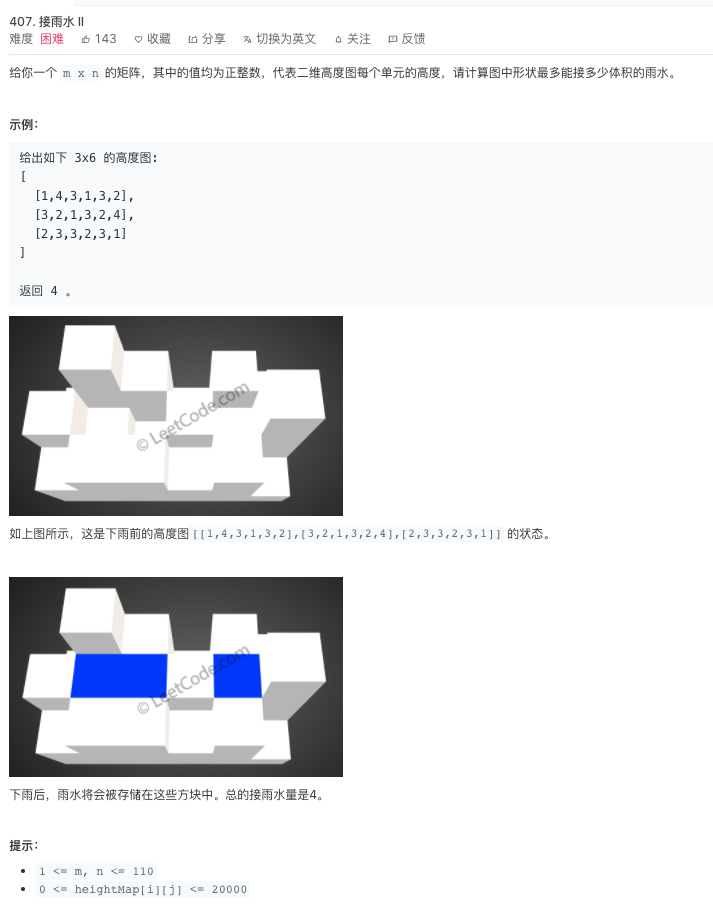 407. 接雨水 II
难度 困难 143 收藏 分享 切换为英文 关注 反馈
给你一个 m x n 的矩阵，其中的值均为正整数，代表二维高度图每个单元的高度，请计算图中形状最多能接多少体积的雨水。
示例：
给出如下 3x6 的高度图:
[
[1,4,3,1,3,2],
[3,2,1,3,2,4],
[2,3,3,2,3,1]
]
返回 4 。
© LeetCode.com
如上图所示，这是下雨前的高度图[[1,4,3,1,3,2],[3,2,1,3,2,4],[2,3,3,2,3,1]] 的状态。
© LeetCode.com
下雨后，雨水将会被存储在这些方块中。总的接雨水量是4。
提示：
• 1 <= m, n <= 110
• 0 <= heightMap[i][j] <= 20000